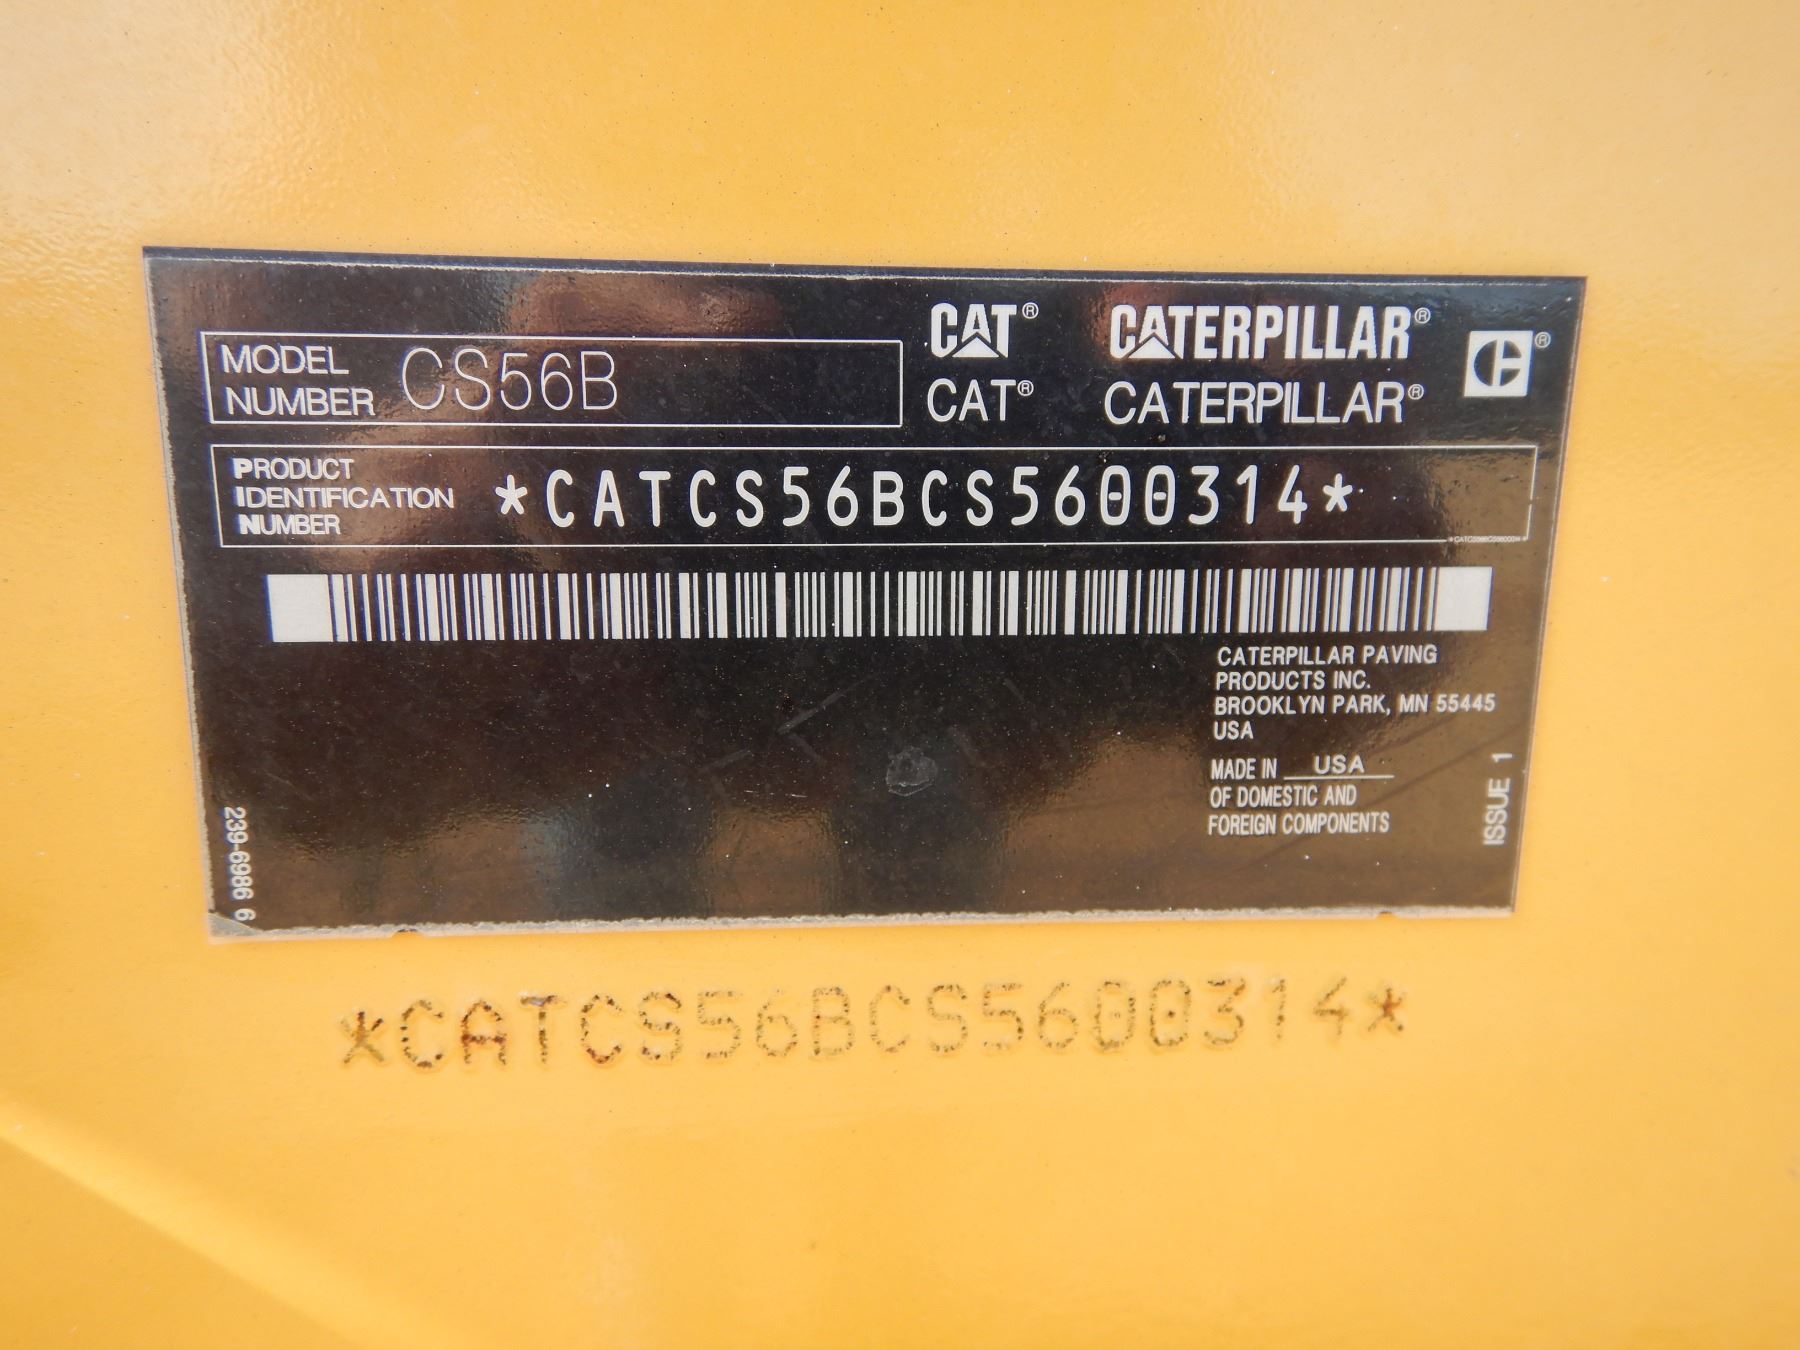 MODEL NUMBER CS56B
CAT® CATERPILLAR®
CAT® CATERPILLAR®
PRODUCT
IDENTIFICATION
NUMBER
*CATCS56BCS5600314*
CATERPILLAR PAVING
PRODUCTS INC.
BROOKLYN PARK, MN 55445
USA
MADE IN USA
OF DOMESTIC AND
FOREIGN COMPONENTS
ISSUE 1
239-6986 6
*CATCS56BCS5600314*